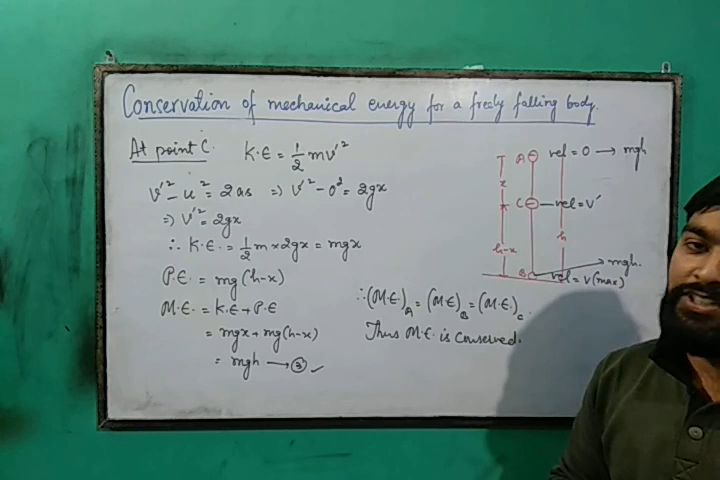 Conservation of mechanical energy for a freely falling body.
At point C. K.E = 1/2 mv'²
v'² - u² = 2as ⇒ v'² - 0² = 2gx
⇒ v'² = 2gx
∴ K.E. = 1/2 m × 2gx = mgx
P.E. = mg(h-x)
M.E. = K.E + P.E
= mgx + mg(h-x)
= mgh → ③ ✓
∴ (M.E.)A = (M.E)B = (M.E.)C
Thus M.E. is conserved.
A vel = 0 → mgh
x
C vel = v'
h
h-x
B mgh.
vel = v(max)